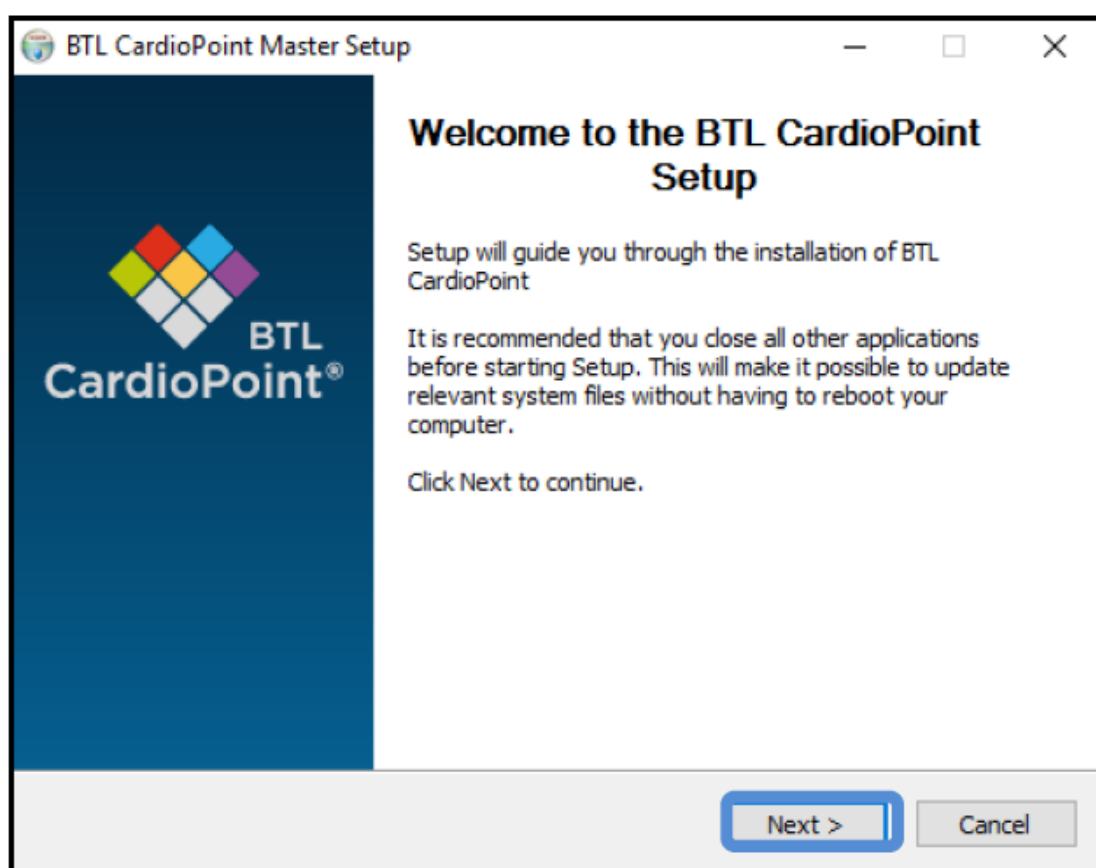 BTL CardioPoint Master Setup
Welcome to the BTL CardioPoint
Setup
Setup will guide you through the installation of BTL
CardioPoint
It is recommended that you close all other applications
before starting Setup. This will make it possible to update
relevant system files without having to reboot your
computer.
Click Next to continue.
BTL
CardioPoint®
Next >
Cancel